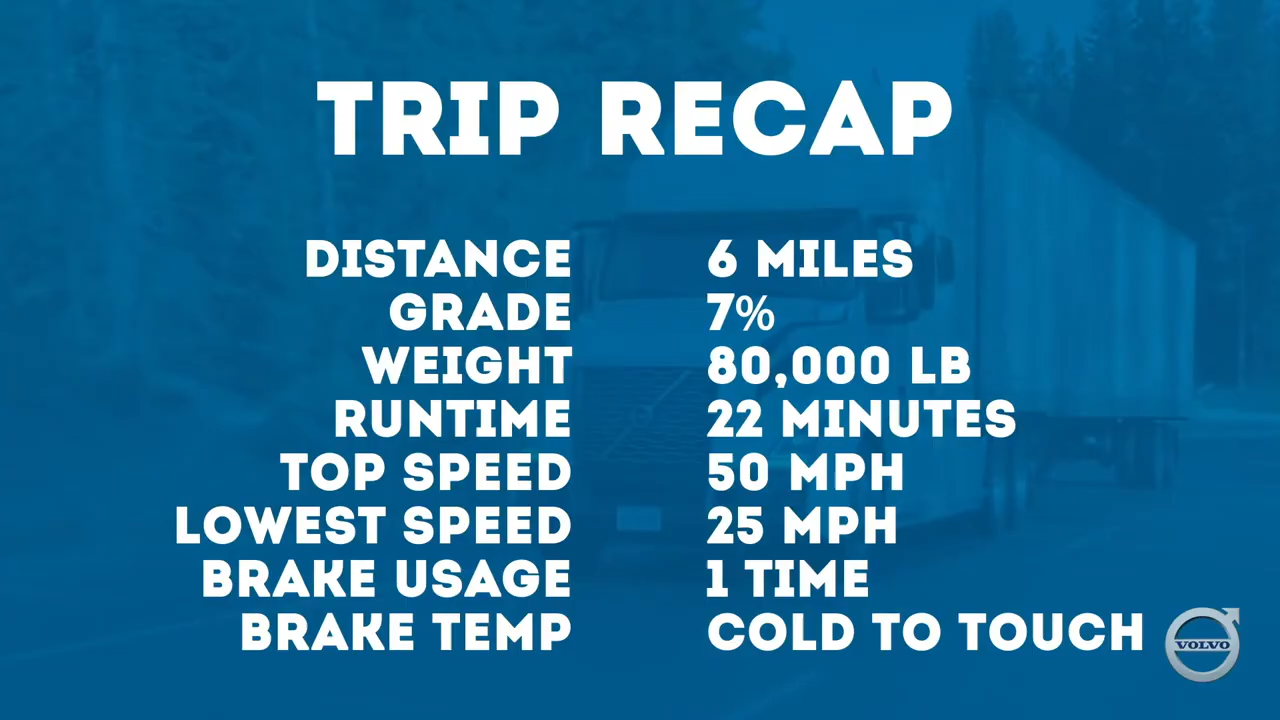 TRIP RECAP
DISTANCE 6 MILES
GRADE 7%
WEIGHT 80,000 LB
RUNTIME 22 MINUTES
TOP SPEED 50 MPH
LOWEST SPEED 25 MPH
BRAKE USAGE 1 TIME
BRAKE TEMP COLD TO TOUCH
VOLVO